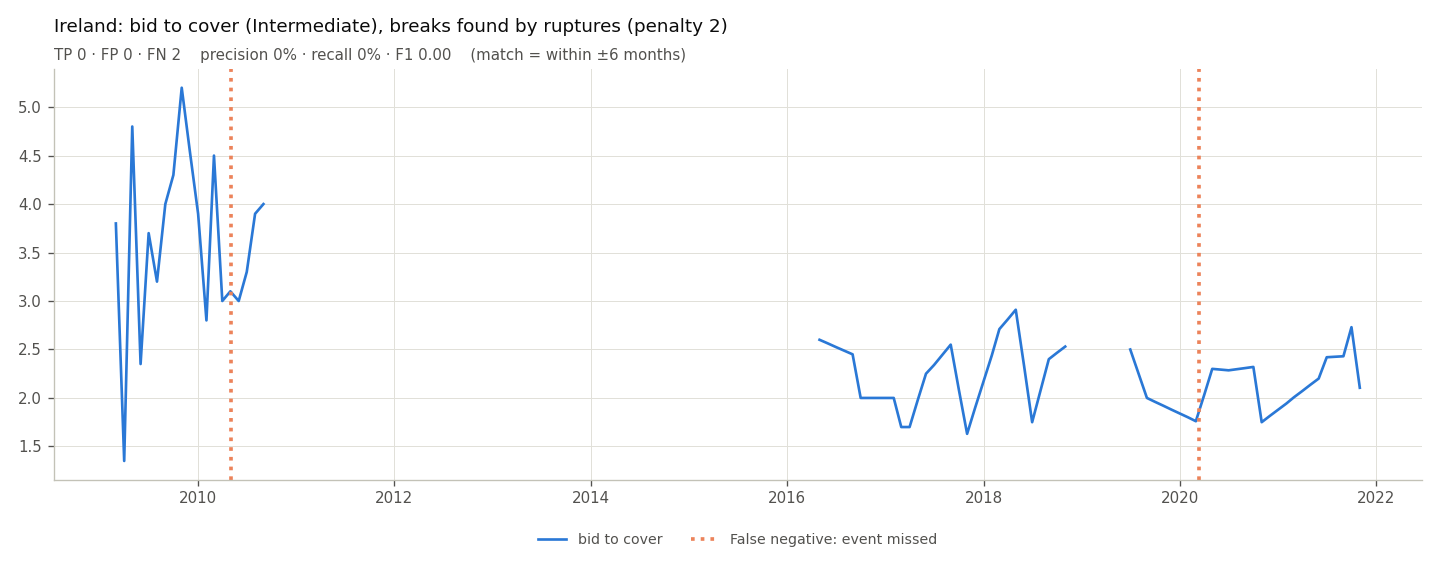 Ireland: bid to cover (Intermediate), breaks found by ruptures (penalty 2)
TP 0 · FP 0 · FN 2    precision 0% · recall 0% · F1 0.00    (match = within ±6 months)
5.0
4.5
4.0
3.5
3.0
2.5
2.0
1.5
2010 2012 2014 2016 2018 2020 2022
bid to cover    False negative: event missed